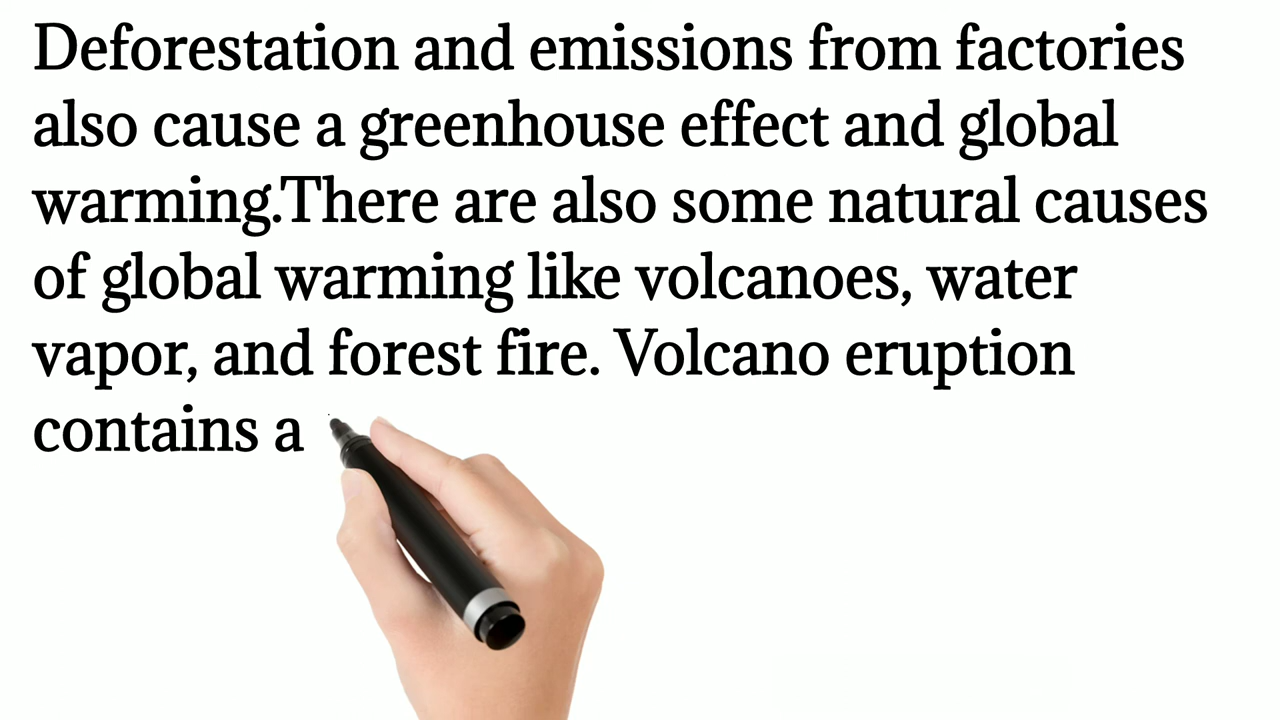 Deforestation and emissions from factories
also cause a greenhouse effect and global
warming.There are also some natural causes
of global warming like volcanoes, water
vapor, and forest fire. Volcano eruption
contains a